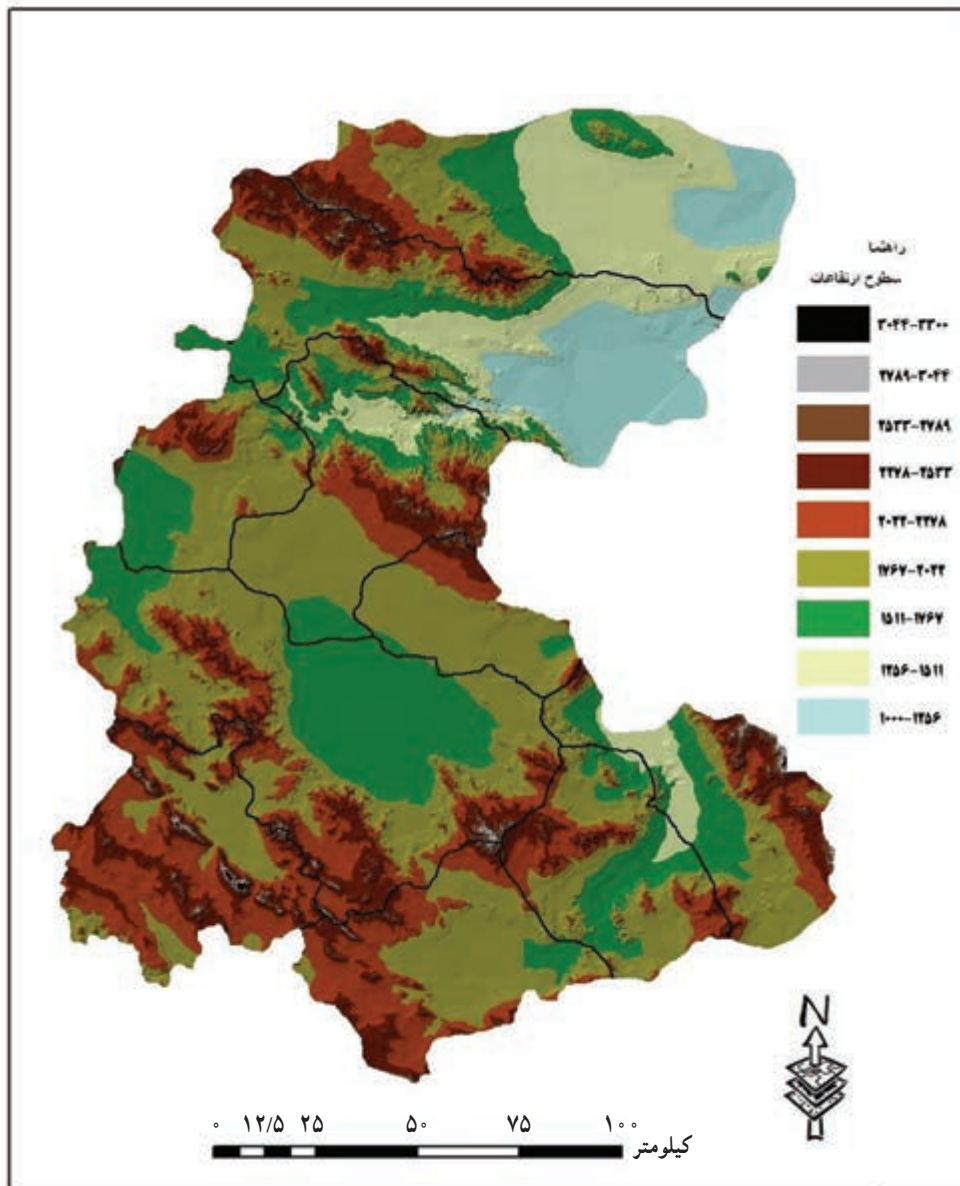 راهنما
سطوح ارتفاعات
۳۰۴۴-۳۳۰۰
۲۷۸۹-۳۰۴۴
۲۵۳۳-۲۷۸۹
۲۲۷۸-۲۵۳۳
۲۰۲۲-۲۲۷۸
۱۷۶۷-۲۰۲۲
۱۵۱۱-۱۷۶۷
۱۲۵۶-۱۵۱۱
۱۰۰۰-۱۲۵۶
N
۰ ۱۲/۵ ۲۵ ۵۰ ۷۵ ۱۰۰
کیلومتر